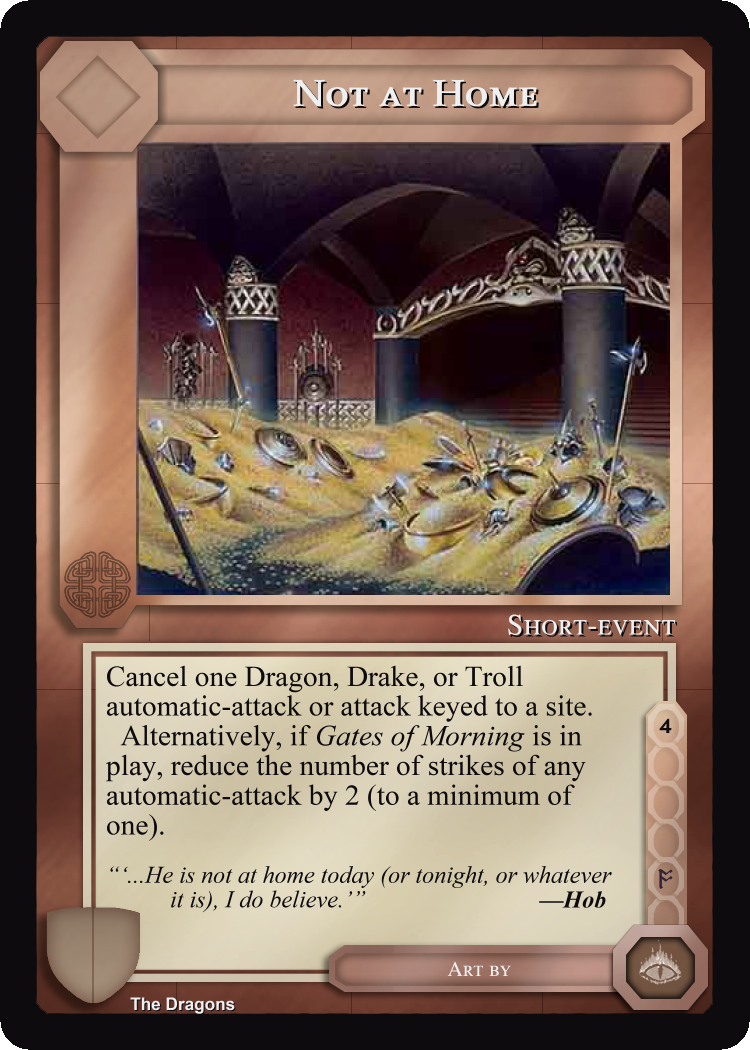 Not at Home
Short-event
Cancel one Dragon, Drake, or Troll
automatic-attack or attack keyed to a site.
Alternatively, if Gates of Morning is in
play, reduce the number of strikes of any
automatic-attack by 2 (to a minimum of
one).
4
“‘...He is not at home today (or tonight, or whatever
it is), I do believe.’”
—Hob
Art by
The Dragons